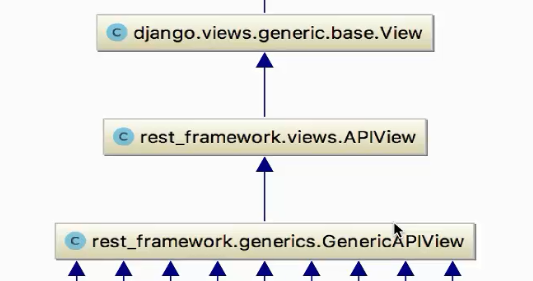 C django.views.generic.base.View
C rest_framework.views.APIView
C rest_framework.generics.GenericAPIView